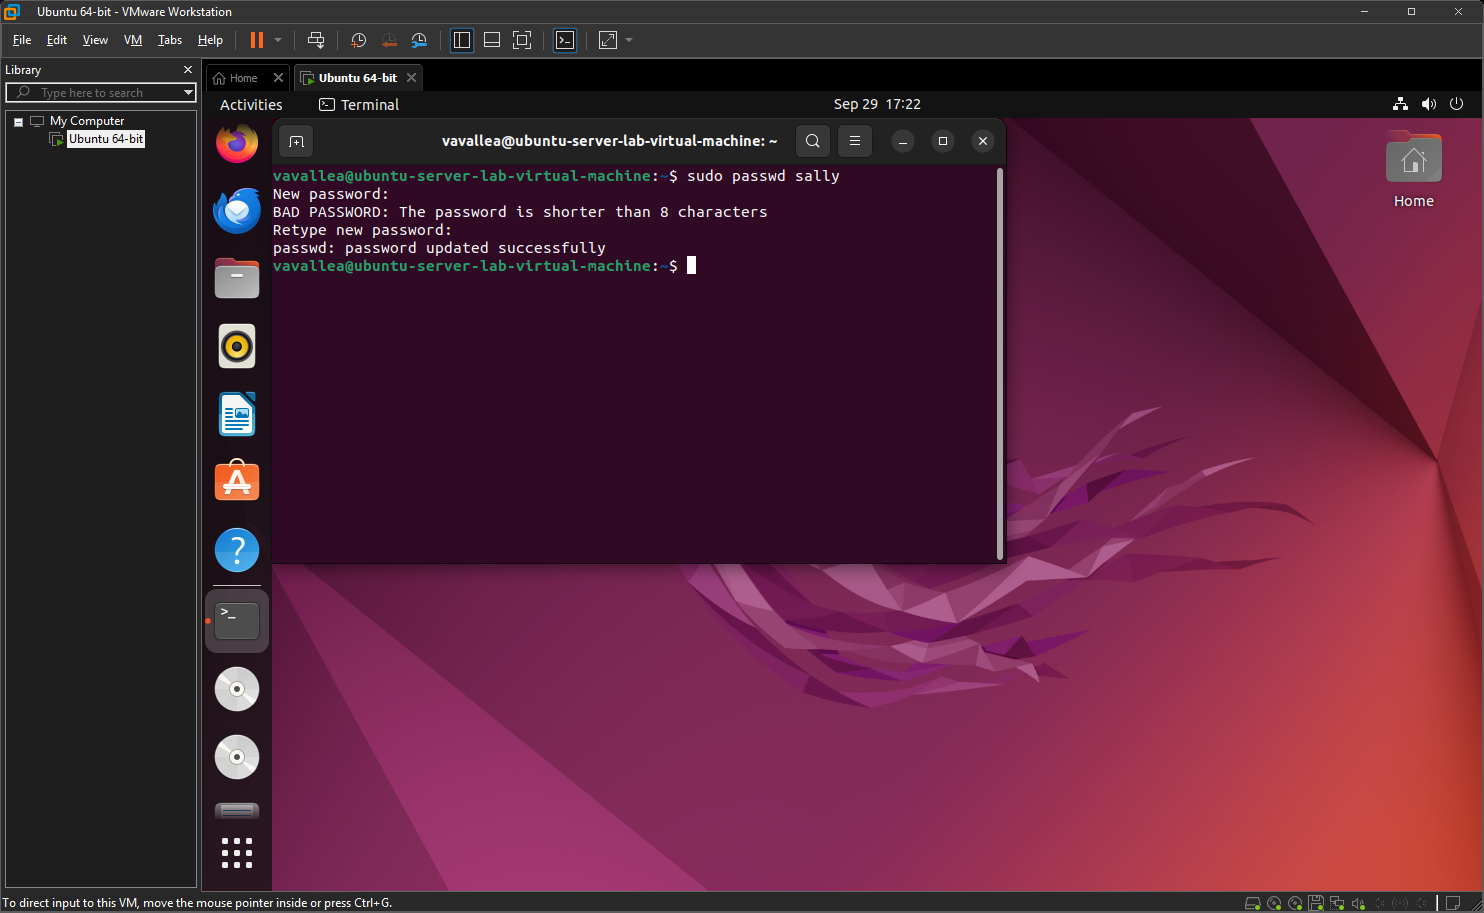 Ubuntu 64-bit - VMware Workstation
File Edit View VM Tabs Help
Library
Type here to search
My Computer
Ubuntu 64-bit
Home
Ubuntu 64-bit
Activities
Terminal
Sep 29 17:22
vavallea@ubuntu-server-lab-virtual-machine: ~
vavallea@ubuntu-server-lab-virtual-machine:~$ sudo passwd sally
New password:
BAD PASSWORD: The password is shorter than 8 characters
Retype new password:
passwd: password updated successfully
vavallea@ubuntu-server-lab-virtual-machine:~$
Home
To direct input to this VM, move the mouse pointer inside or press Ctrl+G.